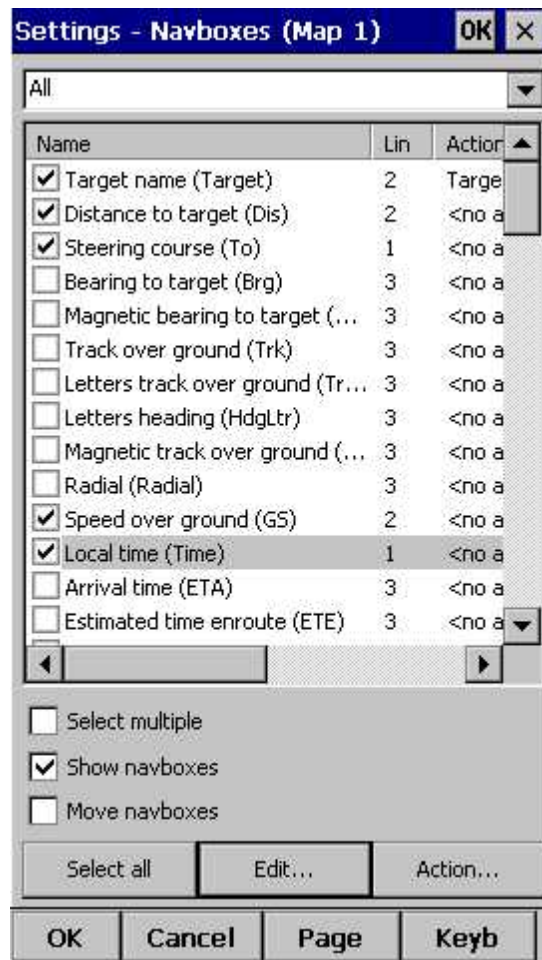 Settings - Navboxes (Map 1) OK ×
All
Name Lin Action
Target name (Target) 2 Targe
Distance to target (Dis) 2 <no a
Steering course (To) 1 <no a
Bearing to target (Brg) 3 <no a
Magnetic bearing to target (... 3 <no a
Track over ground (Trk) 3 <no a
Letters track over ground (Tr... 3 <no a
Letters heading (HdgLtr) 3 <no a
Magnetic track over ground (... 3 <no a
Radial (Radial) 3 <no a
Speed over ground (GS) 2 <no a
Local time (Time) 1 <no a
Arrival time (ETA) 3 <no a
Estimated time enroute (ETE) 3 <no a
Select multiple
Show navboxes
Move navboxes
Select all Edit... Action...
OK Cancel Page Keyb